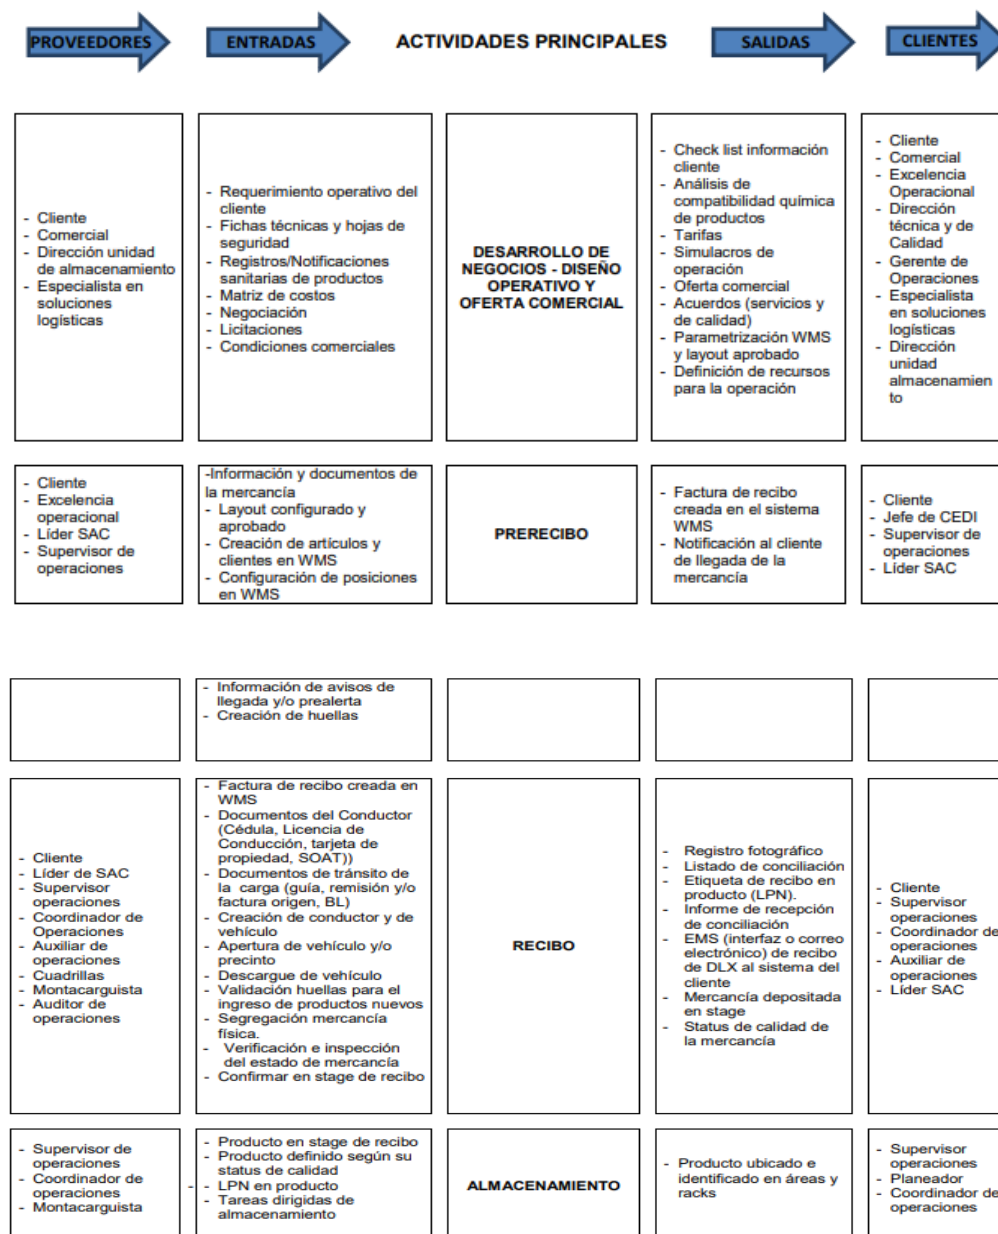 PROVEEDORES
ENTRADAS
ACTIVIDADES PRINCIPALES
SALIDAS
CLIENTES
- Cliente
- Comercial
- Dirección unidad
de almacenamiento
- Especialista en
soluciones
logísticas
- Requerimiento operativo del
cliente
- Fichas técnicas y hojas de
seguridad
- Registros/Notificaciones
sanitarias de productos
- Matriz de costos
- Negociación
- Licitaciones
- Condiciones comerciales
DESARROLLO DE
NEGOCIOS - DISEÑO
OPERATIVO Y
OFERTA COMERCIAL
- Check list información
cliente
- Análisis de
compatibilidad química
de productos
- Tarifas
- Simulacros de
operación
- Oferta comercial
- Acuerdos (servicios y
de calidad)
- Parametrización WMS
y layout aprobado
- Definición de recursos
para la operación
- Cliente
- Comercial
- Excelencia
Operacional
- Dirección
técnica y de
Calidad
- Gerente de
Operaciones
- Especialista
en soluciones
logísticas
- Dirección
unidad
almacenamien
to
- Cliente
- Excelencia
operacional
- Líder SAC
- Supervisor de
operaciones
-Información y documentos de
la mercancía
- Layout configurado y
aprobado
- Creación de artículos y
clientes en WMS
- Configuración de posiciones
en WMS
PRERECIBO
- Factura de recibo
creada en el sistema
WMS
- Notificación al cliente
de llegada de la
mercancía
- Cliente
- Jefe de CEDI
- Supervisor de
operaciones
- Líder SAC
- Información de avisos de
llegada y/o prealerta
- Creación de huellas
- Cliente
- Líder de SAC
- Supervisor
operaciones
- Coordinador de
Operaciones
- Auxiliar de
operaciones
- Cuadrillas
- Montacarguista
- Auditor de
operaciones
- Factura de recibo creada en
WMS
- Documentos del Conductor
(Cédula, Licencia de
Conducción, tarjeta de
propiedad, SOAT))
- Documentos de tránsito de
la carga (guía, remisión y/o
factura origen, BL)
- Creación de conductor y de
vehículo
- Apertura de vehículo y/o
precinto
- Descargue de vehículo
- Validación huellas para el
ingreso de productos nuevos
- Segregación mercancía
física.
- Verificación e inspección
del estado de mercancía
- Confirmar en stage de recibo
RECIBO
- Registro fotográfico
- Listado de conciliación
- Etiqueta de recibo en
producto (LPN).
- Informe de recepción
de conciliación
- EMS (interfaz o correo
electrónico) de recibo
de DLX al sistema del
cliente
- Mercancía depositada
en stage
- Status de calidad de
la mercancía
- Cliente
- Supervisor
operaciones
- Coordinador de
operaciones
- Auxiliar de
operaciones
- Líder SAC
- Supervisor de
operaciones
- Coordinador de
operaciones
- Montacarguista
- Producto en stage de recibo
- Producto definido según su
status de calidad
- - LPN en producto
- Tareas dirigidas de
almacenamiento
ALMACENAMIENTO
- Producto ubicado e
identificado en áreas y
racks
- Supervisor
operaciones
- Planeador
- Coordinador de
operaciones